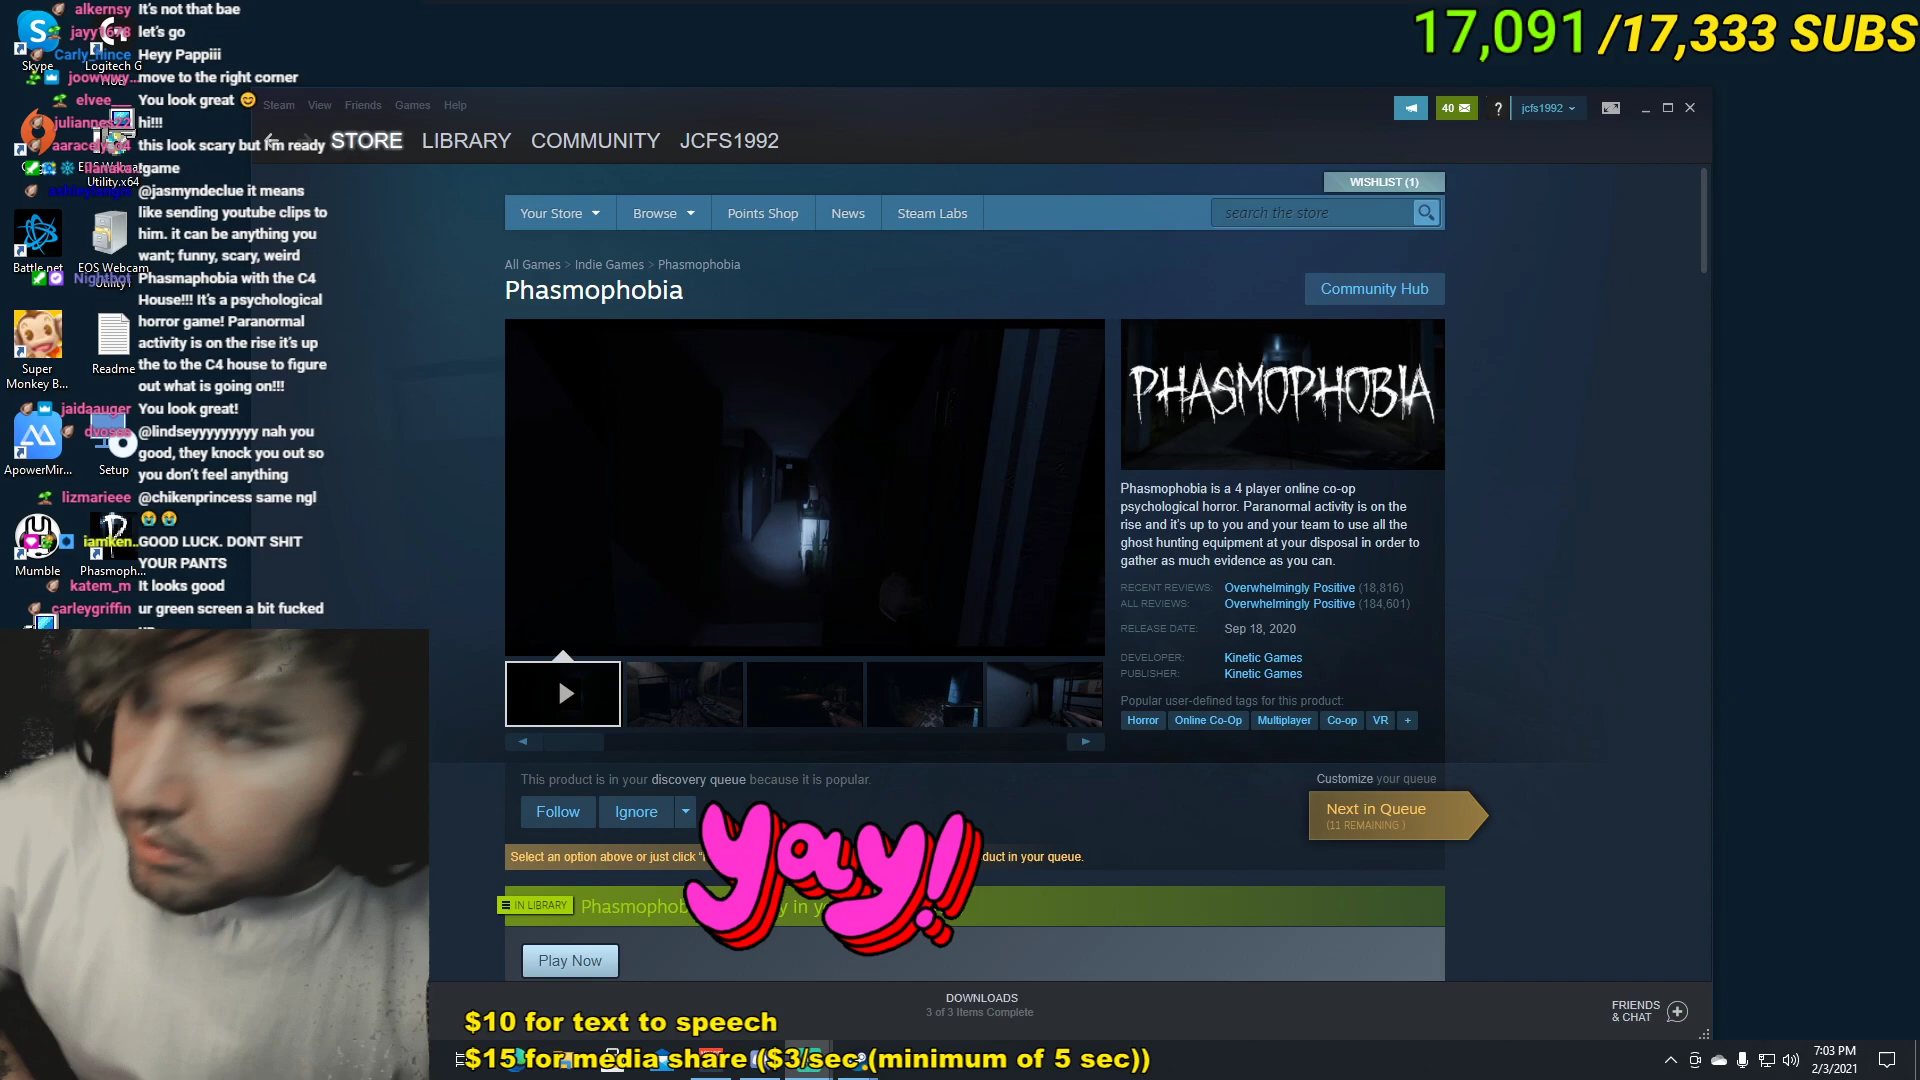 alkernsy It's not that bae
jayy1678 let's go
Carly_hince Heyy Pappiii
joowwwy... move to the right corner
elvee___ You look great 😊
juliannes22 hi!!!
this look scary but I'm ready
!game
@jasmyndeclue it means
like sending youtube clips to
him. it can be anything you
want; funny, scary, weird
Nightbot Phasmaphobia with the C4
House!!! It's a psychological
horror game! Paranormal
activity is on the rise it's up
the to the C4 house to figure
out what is going on!!!
jaidaauger You look great!
@lindseyyyyyyyyy nah you
good, they knock you out so
you don't feel anything
lizmarieee @chikenprincess same ngl
😭 😭
iamken.. GOOD LUCK. DONT SHIT
YOUR PANTS
katem_m It looks good
carleygriffin ur green screen a bit fucked
Skype
Logitech G
Utility.x64
Battle.net
EOS Webcam
Super
Monkey B...
Readme
ApowerMir...
Setup
Mumble
Phasmoph...
17,091 /17,333 SUBS
Steam View Friends Games Help
40 ? jcfs1992
STORE LIBRARY COMMUNITY JCFS1992
WISHLIST (1)
Your Store Browse Points Shop News Steam Labs search the store
All Games > Indie Games > Phasmophobia
Phasmophobia
Community Hub
PHASMOPHOBIA
Phasmophobia is a 4 player online co-op
psychological horror. Paranormal activity is on the
rise and it's up to you and your team to use all the
ghost hunting equipment at your disposal in order to
gather as much evidence as you can.
RECENT REVIEWS: Overwhelmingly Positive (18,816)
ALL REVIEWS: Overwhelmingly Positive (184,601)
RELEASE DATE: Sep 18, 2020
DEVELOPER: Kinetic Games
PUBLISHER: Kinetic Games
Popular user-defined tags for this product:
Horror Online Co-Op Multiplayer Co-op VR +
This product is in your discovery queue because it is popular.
Customize your queue
Follow Ignore
Next in Queue
(11 REMAINING )
Select an option above or just click duct in your queue.
yay!
IN LIBRARY
Play Now
DOWNLOADS
3 of 3 Items Complete
FRIENDS
& CHAT
$10 for text to speech
$15 for media share ($3/sec (minimum of 5 sec))
7:03 PM
2/3/2021